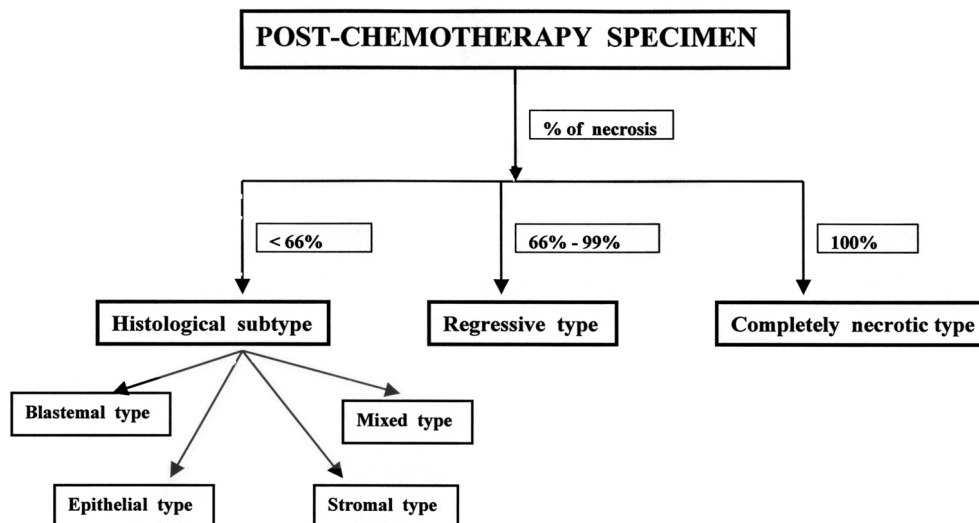 POST-CHEMOTHERAPY SPECIMEN
% of necrosis
< 66%
66% - 99%
100%
Histological subtype
Regressive type
Completely necrotic type
Blastemal type
Mixed type
Epithelial type
Stromal type